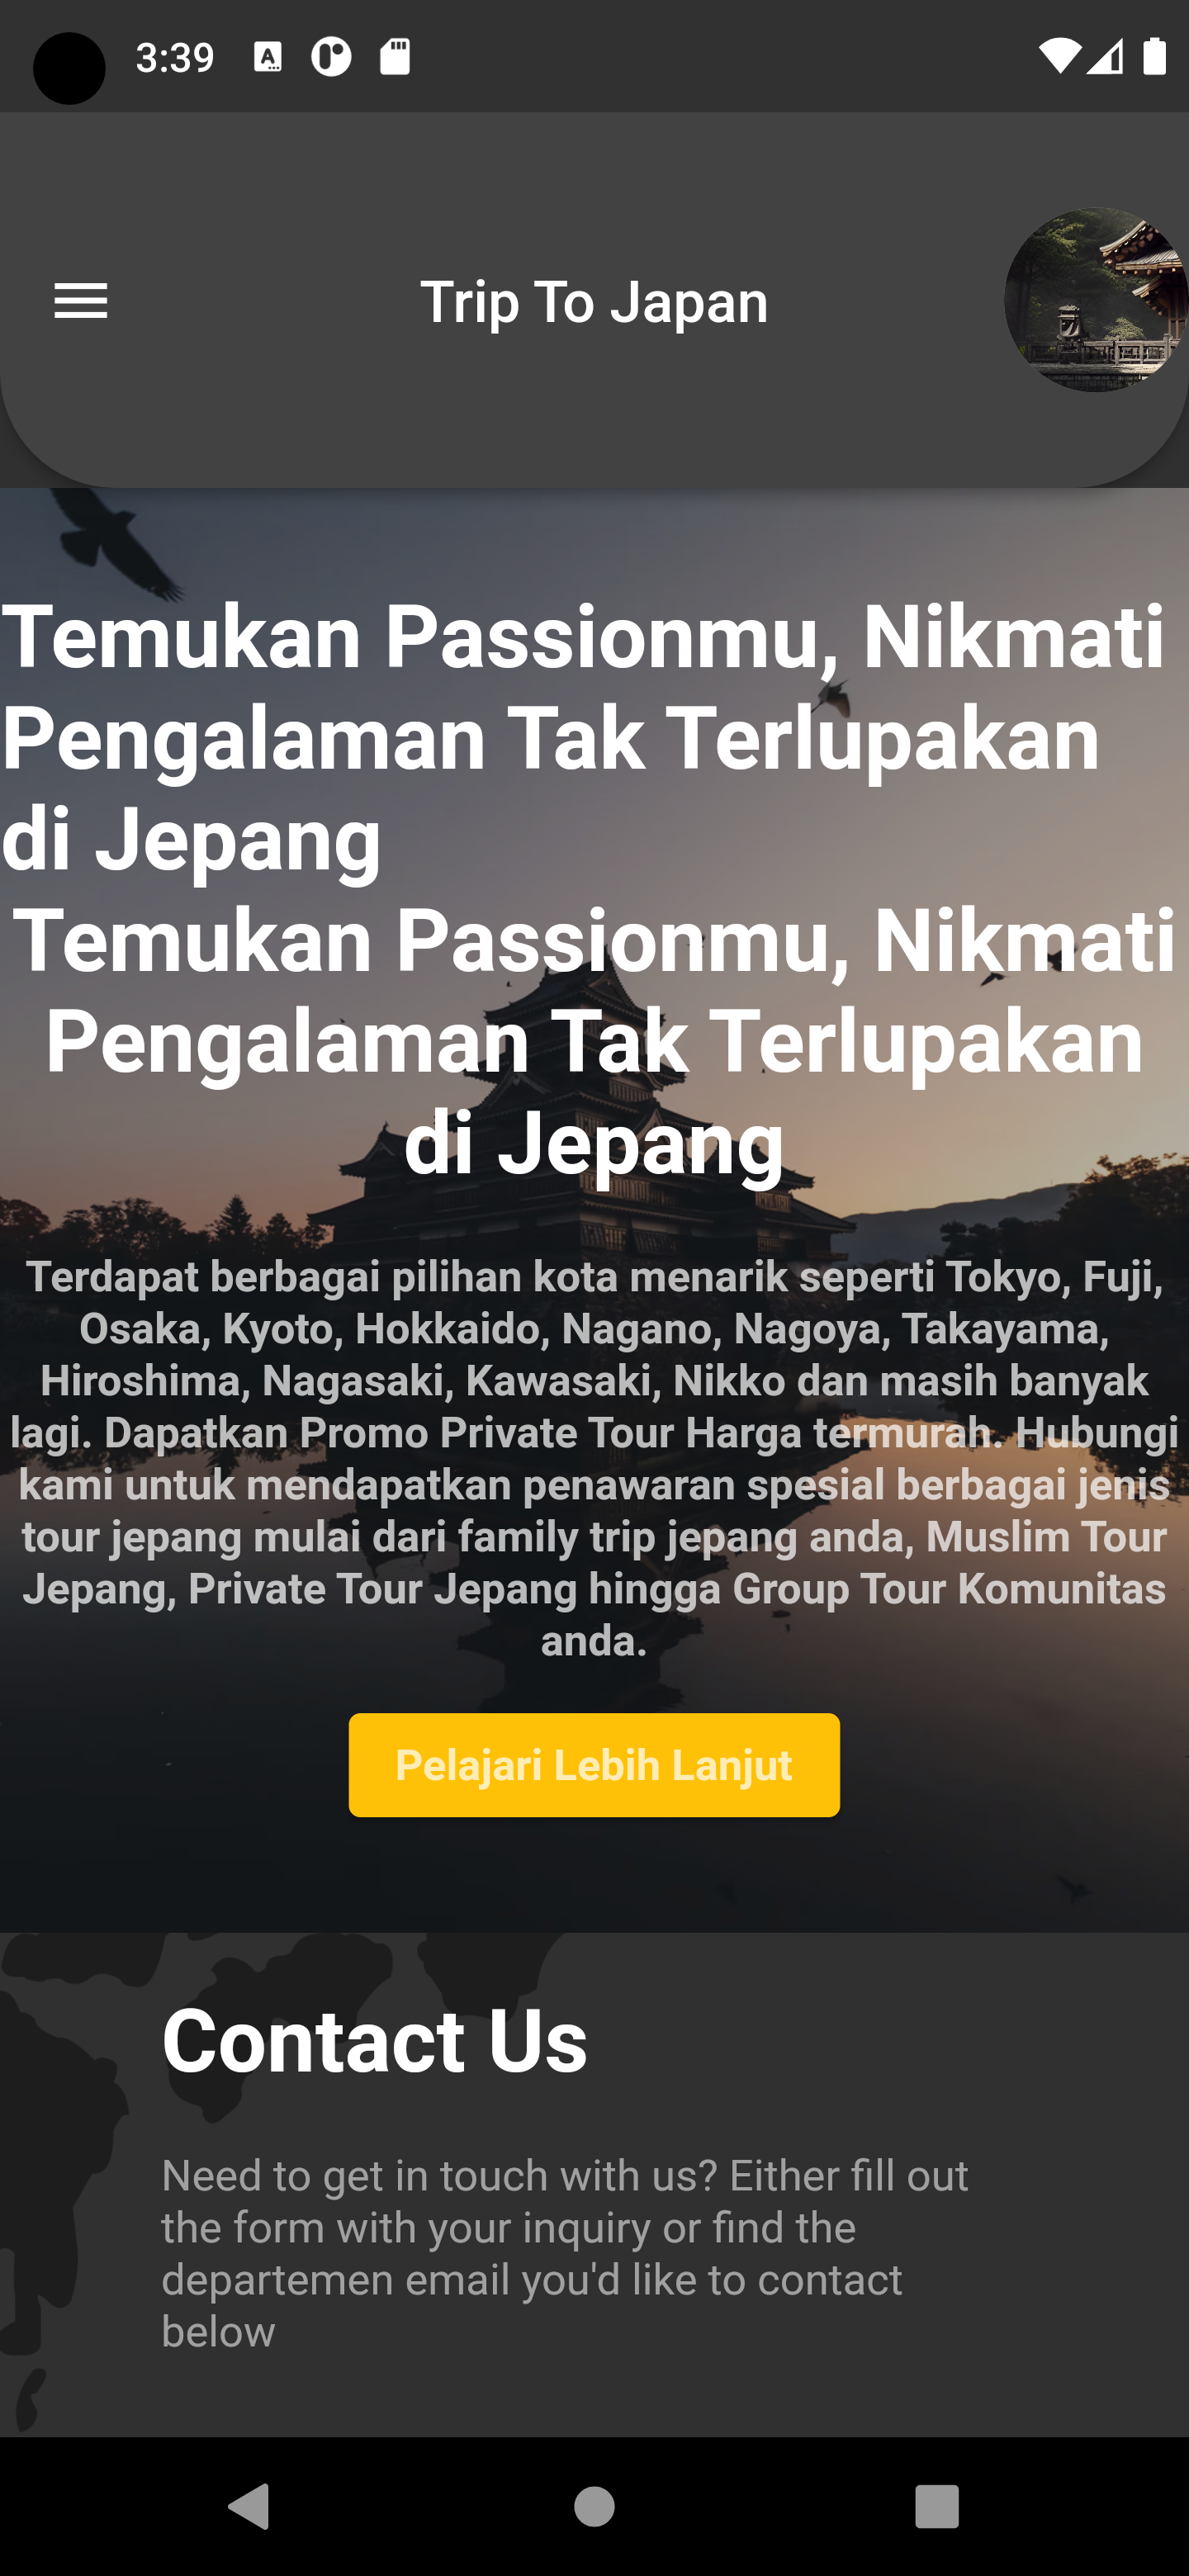 3:39
Trip To Japan
Temukan Passionmu, Nikmati
Pengalaman Tak Terlupakan
di Jepang
Temukan Passionmu, Nikmati
Pengalaman Tak Terlupakan
di Jepang
Terdapat berbagai pilihan kota menarik seperti Tokyo, Fuji,
Osaka, Kyoto, Hokkaido, Nagano, Nagoya, Takayama,
Hiroshima, Nagasaki, Kawasaki, Nikko dan masih banyak
lagi. Dapatkan Promo Private Tour Harga termurah. Hubungi
kami untuk mendapatkan penawaran spesial berbagai jenis
tour jepang mulai dari family trip jepang anda, Muslim Tour
Jepang, Private Tour Jepang hingga Group Tour Komunitas
anda.
Pelajari Lebih Lanjut
Contact Us
Need to get in touch with us? Either fill out
the form with your inquiry or find the
departemen email you'd like to contact
below